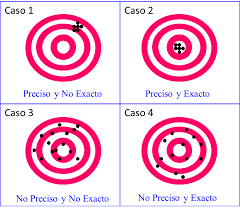 Caso 1
Caso 2
Preciso y No Exacto
Preciso y Exacto
Caso 3
Caso 4
No Preciso y No Exacto
No Preciso y Exacto